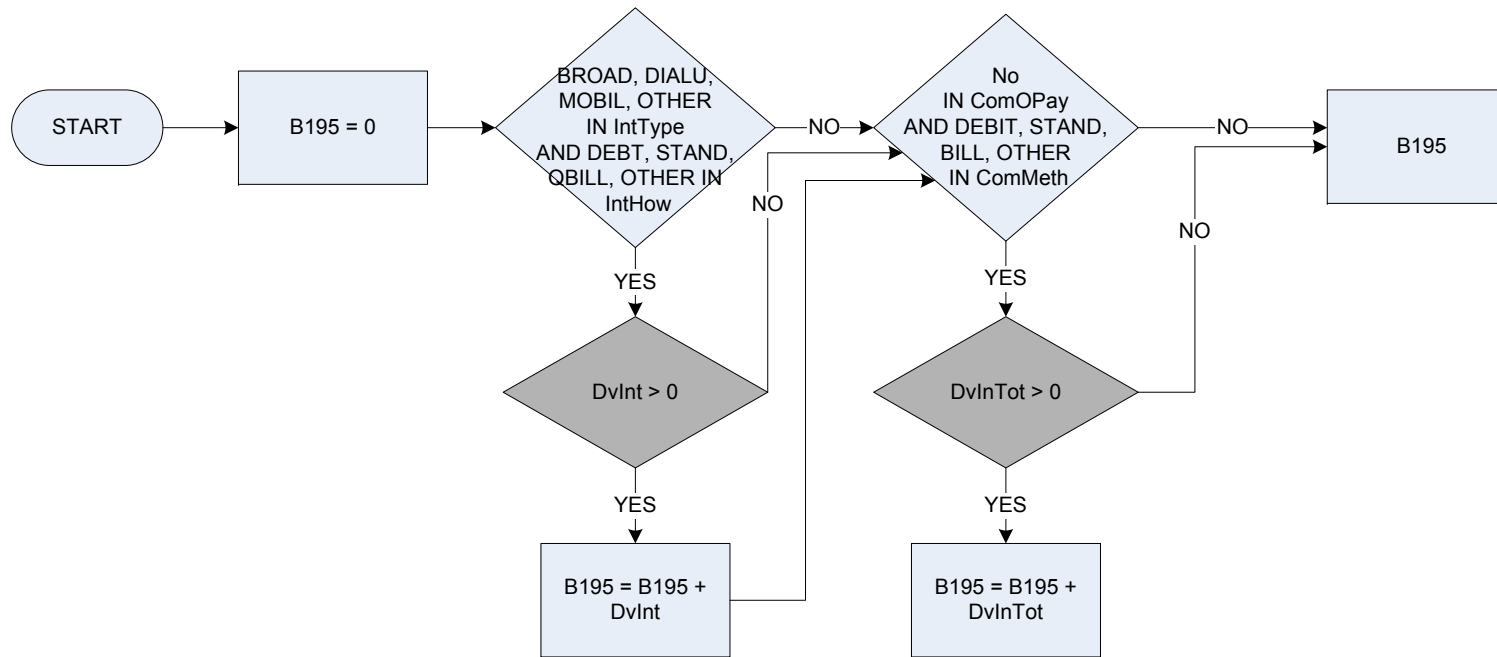 START
B195 = 0
BROAD, DIALU,
MOBIL, OTHER
IN IntType
AND DEBT, STAND,
QBILL, OTHER IN
IntHow
NO
No
IN ComOPay
AND DEBIT, STAND,
BILL, OTHER
IN ComMeth
NO
B195
NO
NO
YES
YES
DvInt > 0
DvInTot > 0
YES
YES
B195 = B195 +
DvInt
B195 = B195 +
DvInTot